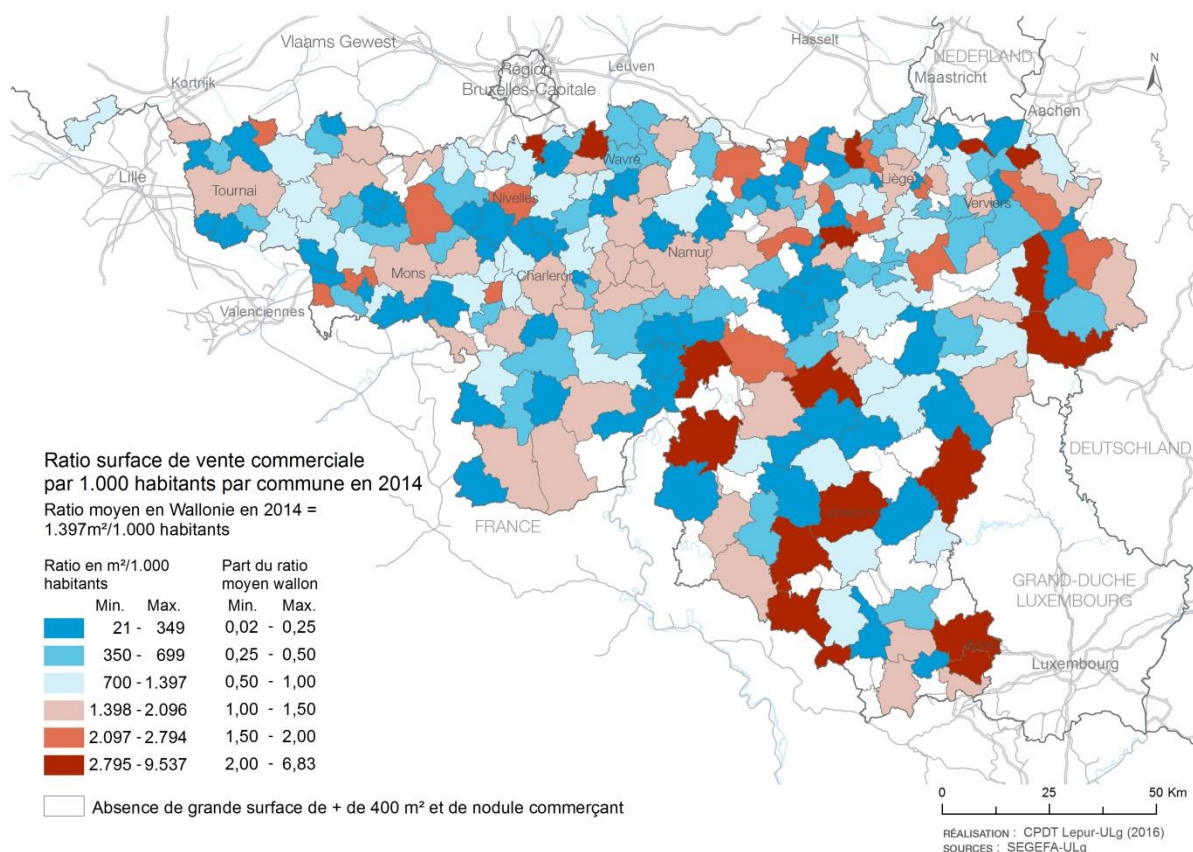 Vlaams Gewest
Hasselt
NEDERLAND
Leuven
Région
Bruxelles-Capitale
Maastricht
N
Kortrijk
Aachen
Lille
Wavre
Tournai
Liège
Nivelles
Verviers
Mons
Charleroi
Namur
Valenciennes
DEUTSCHLAND
FRANCE
GRAND-DUCHE
LUXEMBOURG
Luxembourg
Ratio surface de vente commerciale
par 1.000 habitants par commune en 2014
Ratio moyen en Wallonie en 2014 =
1.397m²/1.000 habitants
Ratio en m²/1.000 habitants Part du ratio moyen wallon
Min. Max. Min. Max.
21 - 349 0,02 - 0,25
350 - 699 0,25 - 0,50
700 - 1.397 0,50 - 1,00
1.398 - 2.096 1,00 - 1,50
2.097 - 2.794 1,50 - 2,00
2.795 - 9.537 2,00 - 6,83
Absence de grande surface de + de 400 m² et de nodule commerçant
0 25 50 Km
RÉALISATION : CPDT Lepur-ULg (2016)
SOURCES : SEGEFA-ULg